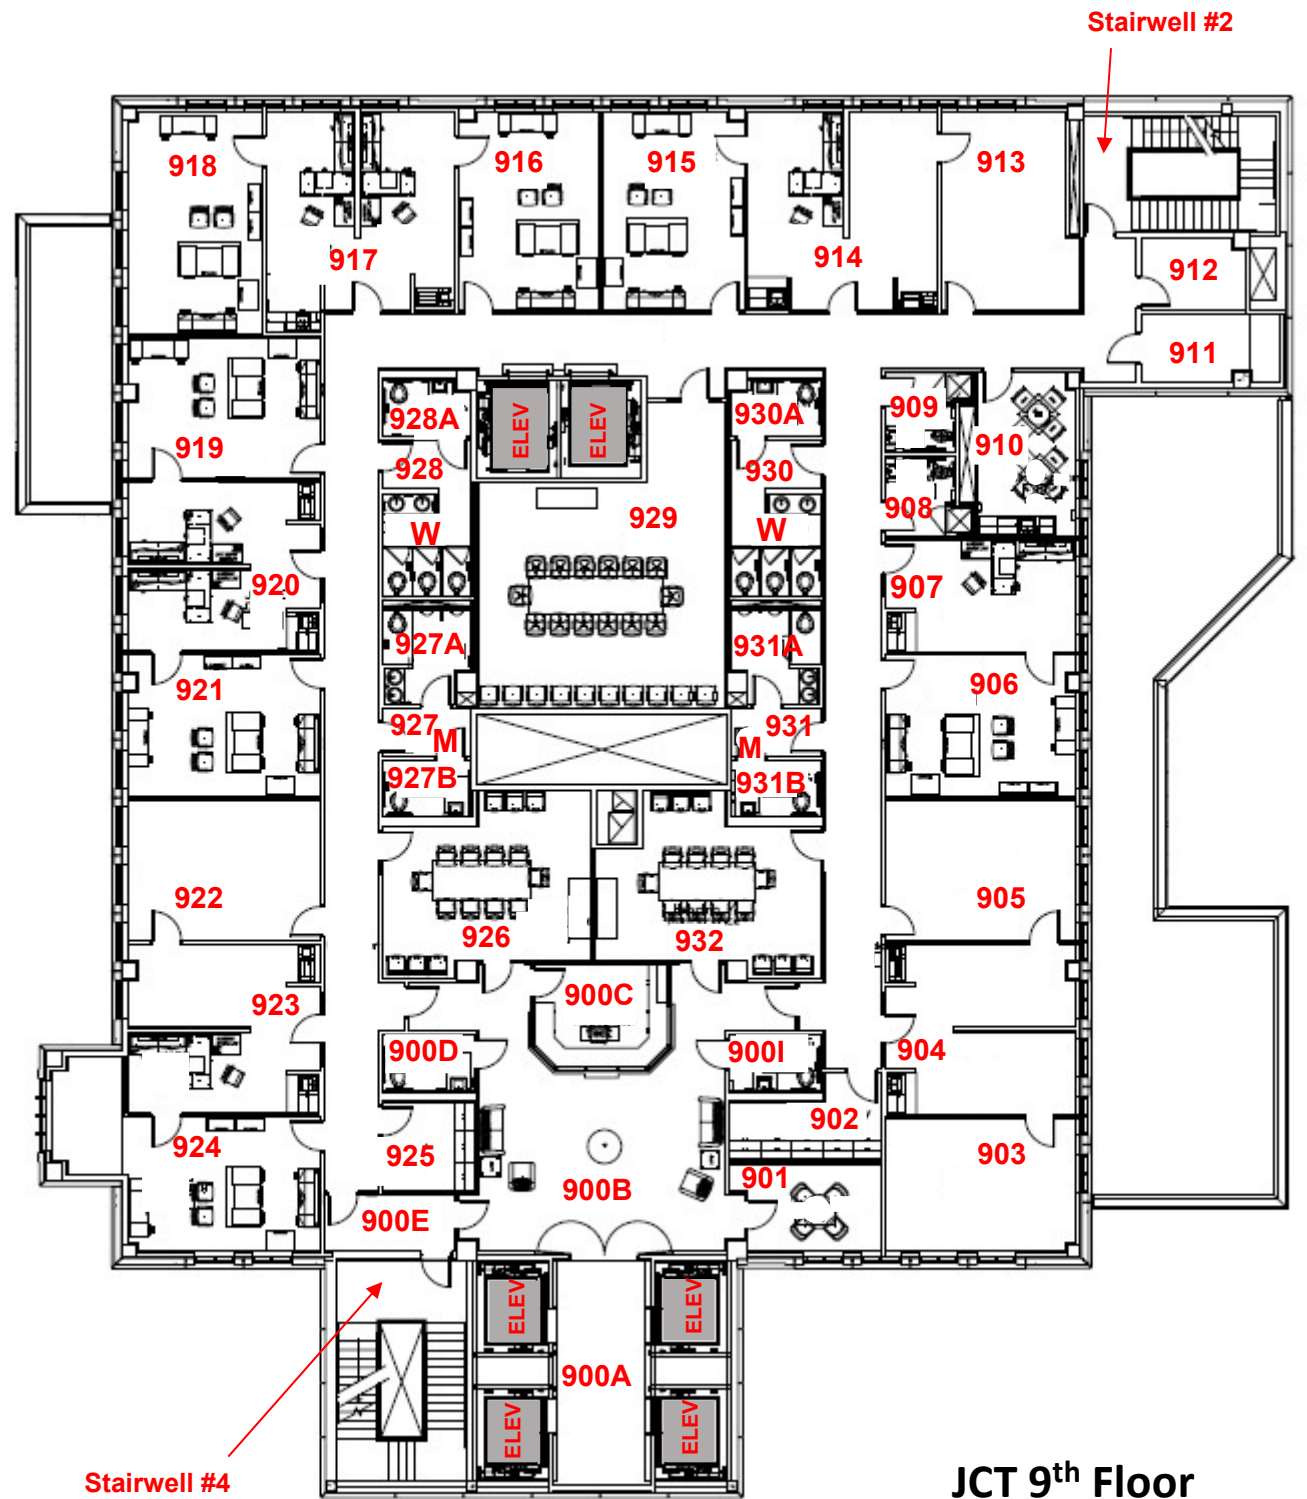 Stairwell #2
918
917
916
915
914
913
912
911
919
928A
ELEV
ELEV
930A
909
910
928
930
929
908
W
W
920
907
927A
931A
921
906
927
M
931
M
927B
931B
922
905
926
932
923
900C
900D
900I
904
924
925
902
903
901
900B
900E
ELEV
ELEV
900A
ELEV
ELEV
Stairwell #4
JCT 9th Floor